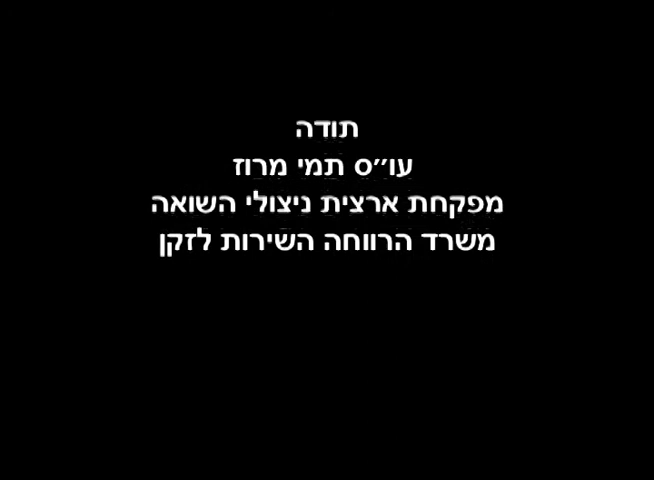 תודה
עו״ס תמי מרוז
מפקחת ארצית ניצולי השואה
משרד הרווחה השירות לזקן